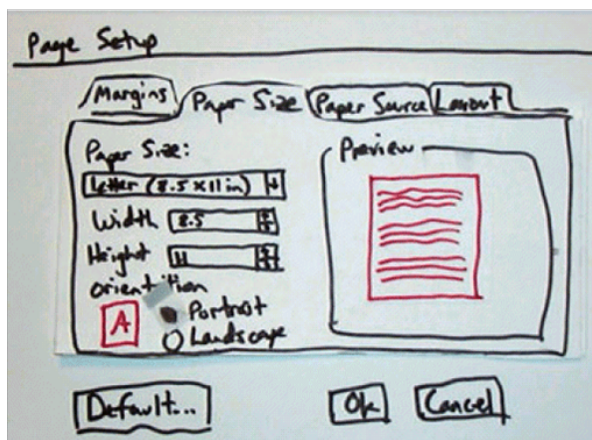 Page Setup
Margins Paper Size Paper Source Layout
Paper Size:
Letter (8.5 x 11 in)
Width 8.5
Height 11
orientition
A
Portrait
Landscape
Preview
Default... Ok Cancel